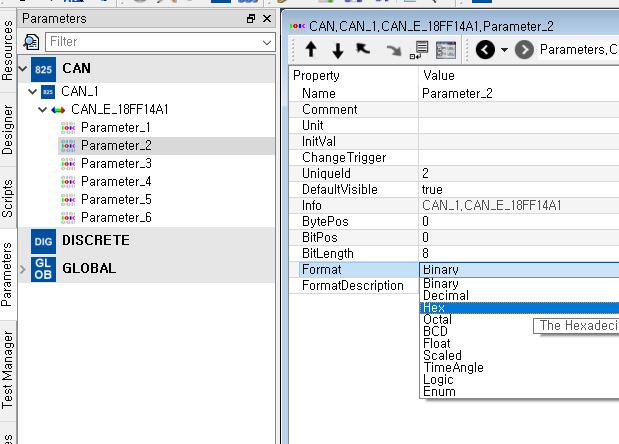 Resources
Designer
Scripts
Parameters
Test Manager
Parameters
Filter
825 CAN
825 CAN_1
CAN_E_18FF14A1
Parameter_1
Parameter_2
Parameter_3
Parameter_4
Parameter_5
Parameter_6
DIG DISCRETE
GL OB GLOBAL
CAN,CAN_1,CAN_E_18FF14A1,Parameter_2
Parameters,C
Property Value
Name Parameter_2
Comment
Unit
InitVal
ChangeTrigger
UniqueId 2
DefaultVisible true
Info CAN_1,CAN_E_18FF14A1
BytePos 0
BitPos 0
BitLength 8
Format Binary
FormatDescription
Binary
Decimal
Hex
Octal
BCD
Float
Scaled
TimeAngle
Logic
Enum
The Hexadeci